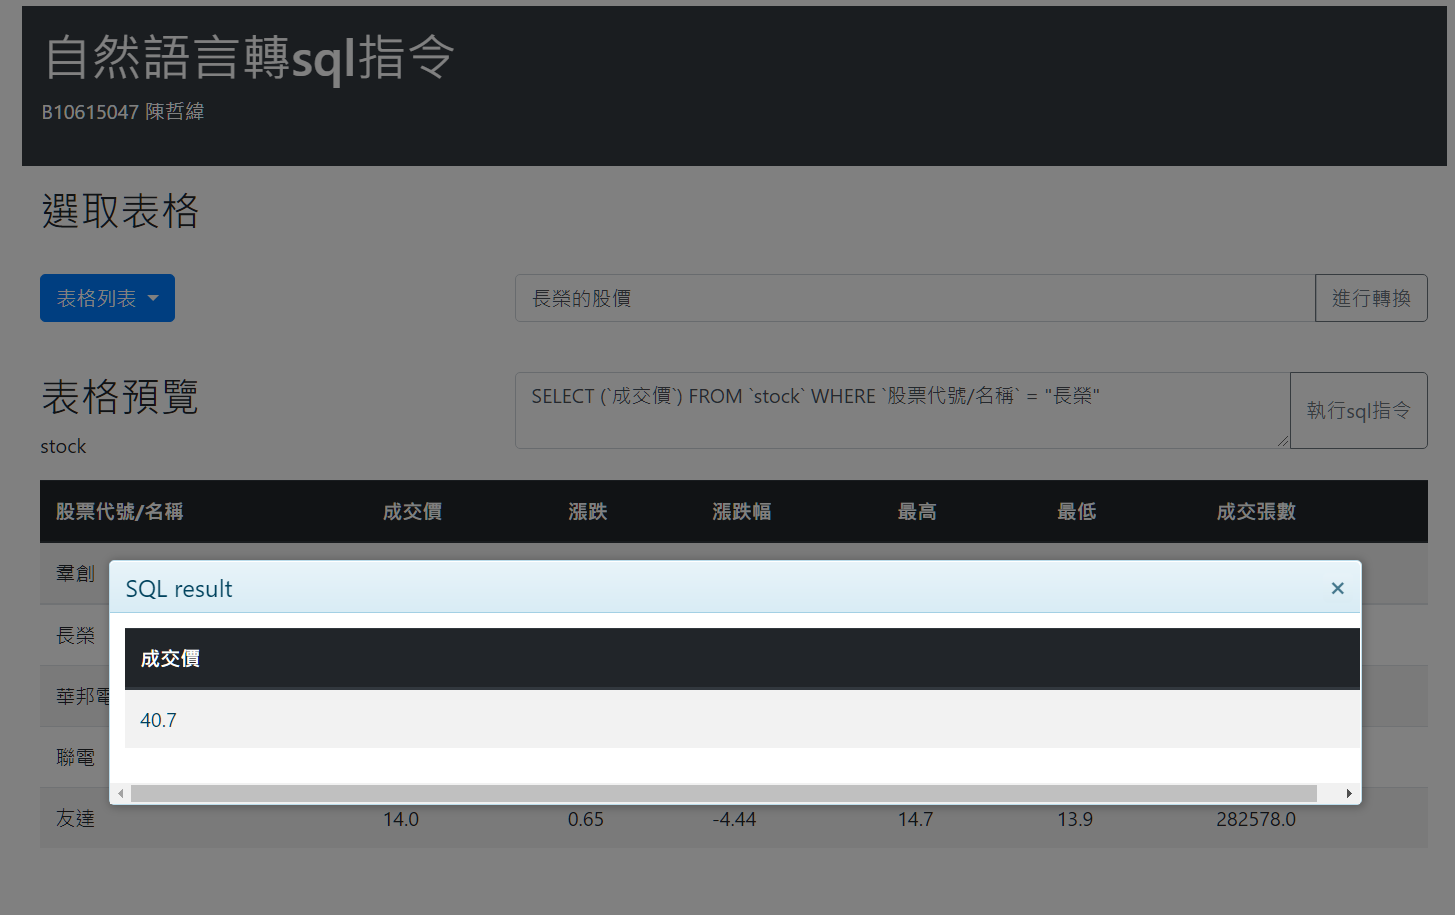 自然語言轉sql指令
B10615047 陳哲緯
選取表格
表格列表
長榮的股價
進行轉換
表格預覽
SELECT (`成交價`) FROM `stock` WHERE `股票代號/名稱` = "長榮"
執行sql指令
stock
股票代號/名稱 成交價 漲跌 漲跌幅 最高 最低 成交張數
羣創
SQL result ×
長榮
成交價
華邦電
40.7
聯電
友達 14.0 0.65 -4.44 14.7 13.9 282578.0